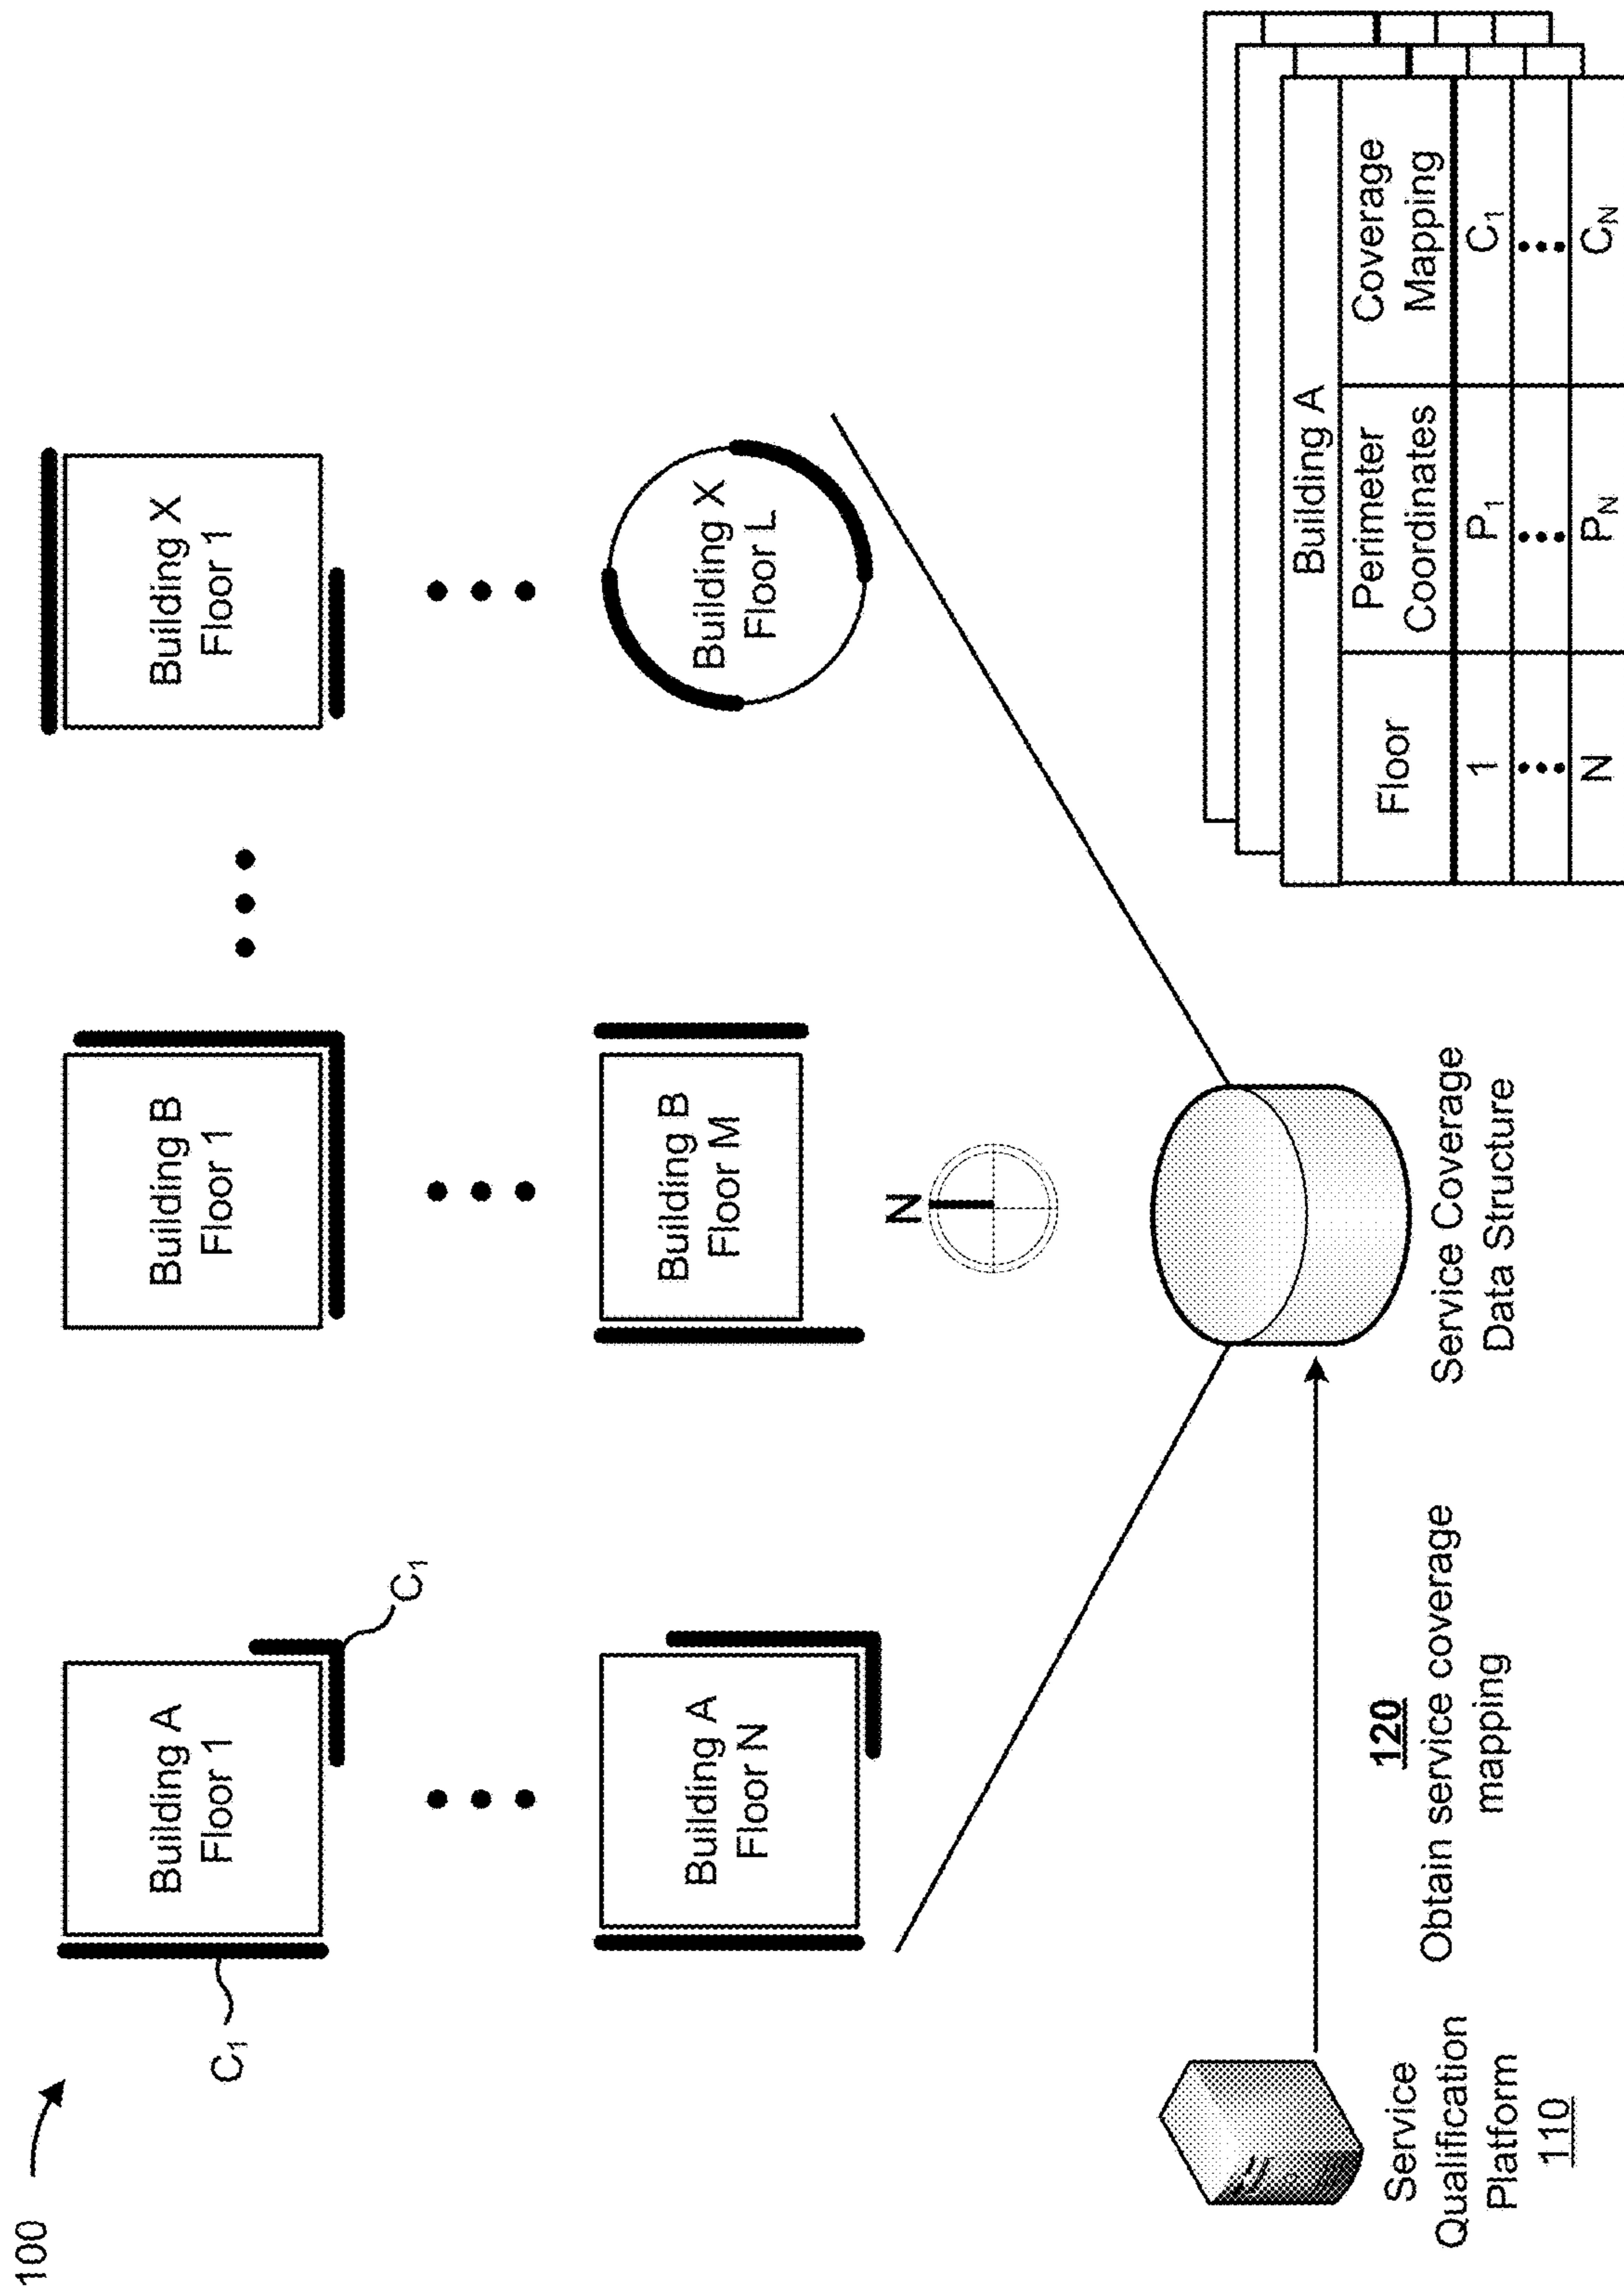 100
C₁
Building A
Floor 1
C₁
Building B
Floor 1
Building X
Floor 1
Building A
Floor N
Building B
Floor M
Building X
Floor L
N
Service
Qualification
Platform
110
120
Obtain service coverage
mapping
Service Coverage
Data Structure
Building A
Floor
Perimeter
Coordinates
Coverage
Mapping
1 P₁ C₁
N Pₙ Cₙ